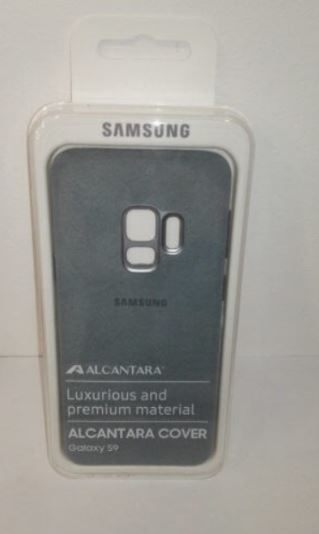 SAMSUNG
SAMSUNG
ALCANTARA®
Luxurious and
premium material
ALCANTARA COVER
Galaxy S9